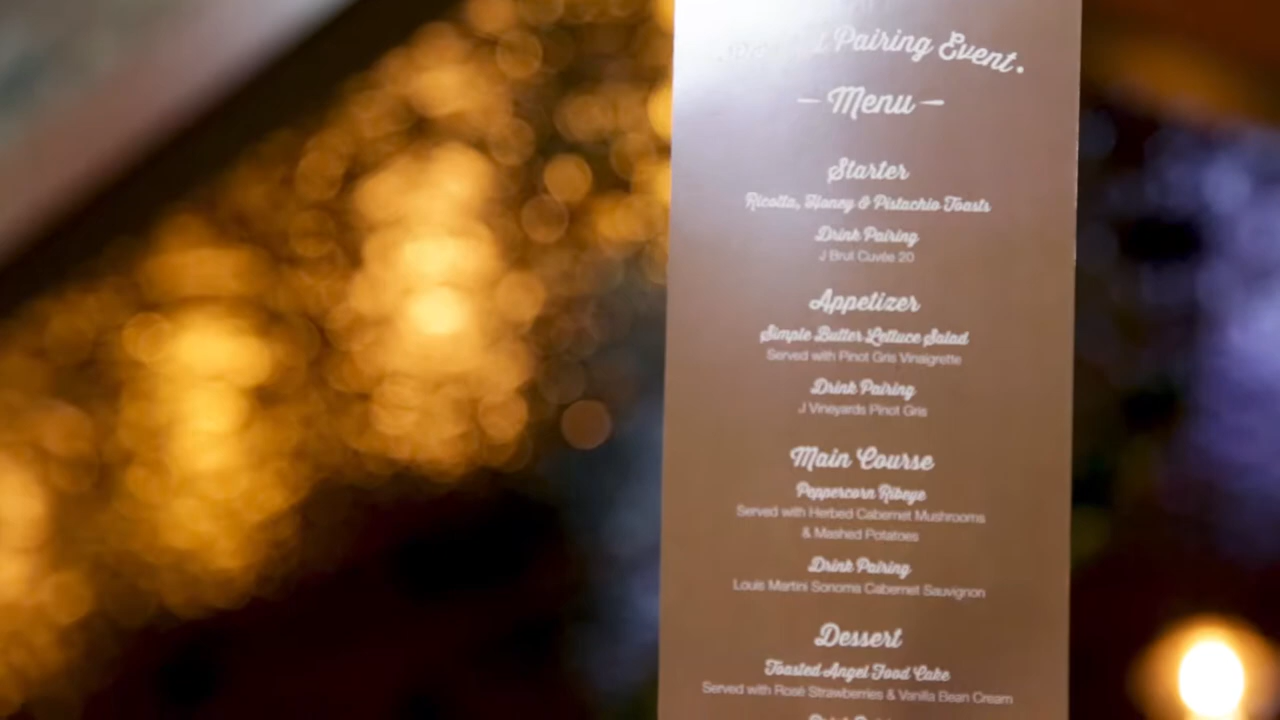 Pairing Event.
– Menu –
Starter
Ricotta, Honey & Pistachio Toasts
Drink Pairing
J Brut Cuvée 20
Appetizer
Simple Butter Lettuce Salad
Served with Pinot Gris Vinaigrette
Drink Pairing
J Vineyards Pinot Gris
Main Course
Peppercorn Ribeye
Served with Herbed Cabernet Mushrooms
& Mashed Potatoes
Drink Pairing
Louis Martini Sonoma Cabernet Sauvignon
Dessert
Toasted Angel Food Cake
Served with Rosé Strawberries & Vanilla Bean Cream